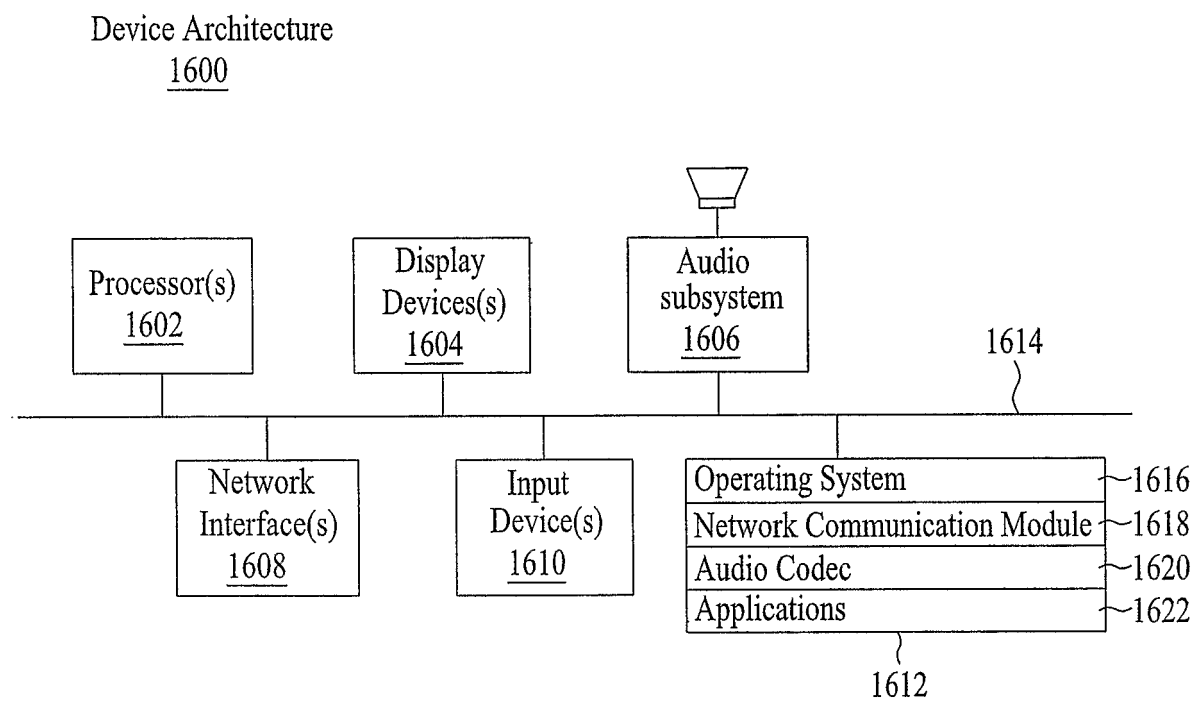 Device Architecture
1600
Processor(s)
1602
Display
Devices(s)
1604
Audio
subsystem
1606
1614
Network
Interface(s)
1608
Input
Device(s)
1610
Operating System 1616
Network Communication Module 1618
Audio Codec 1620
Applications 1622
1612